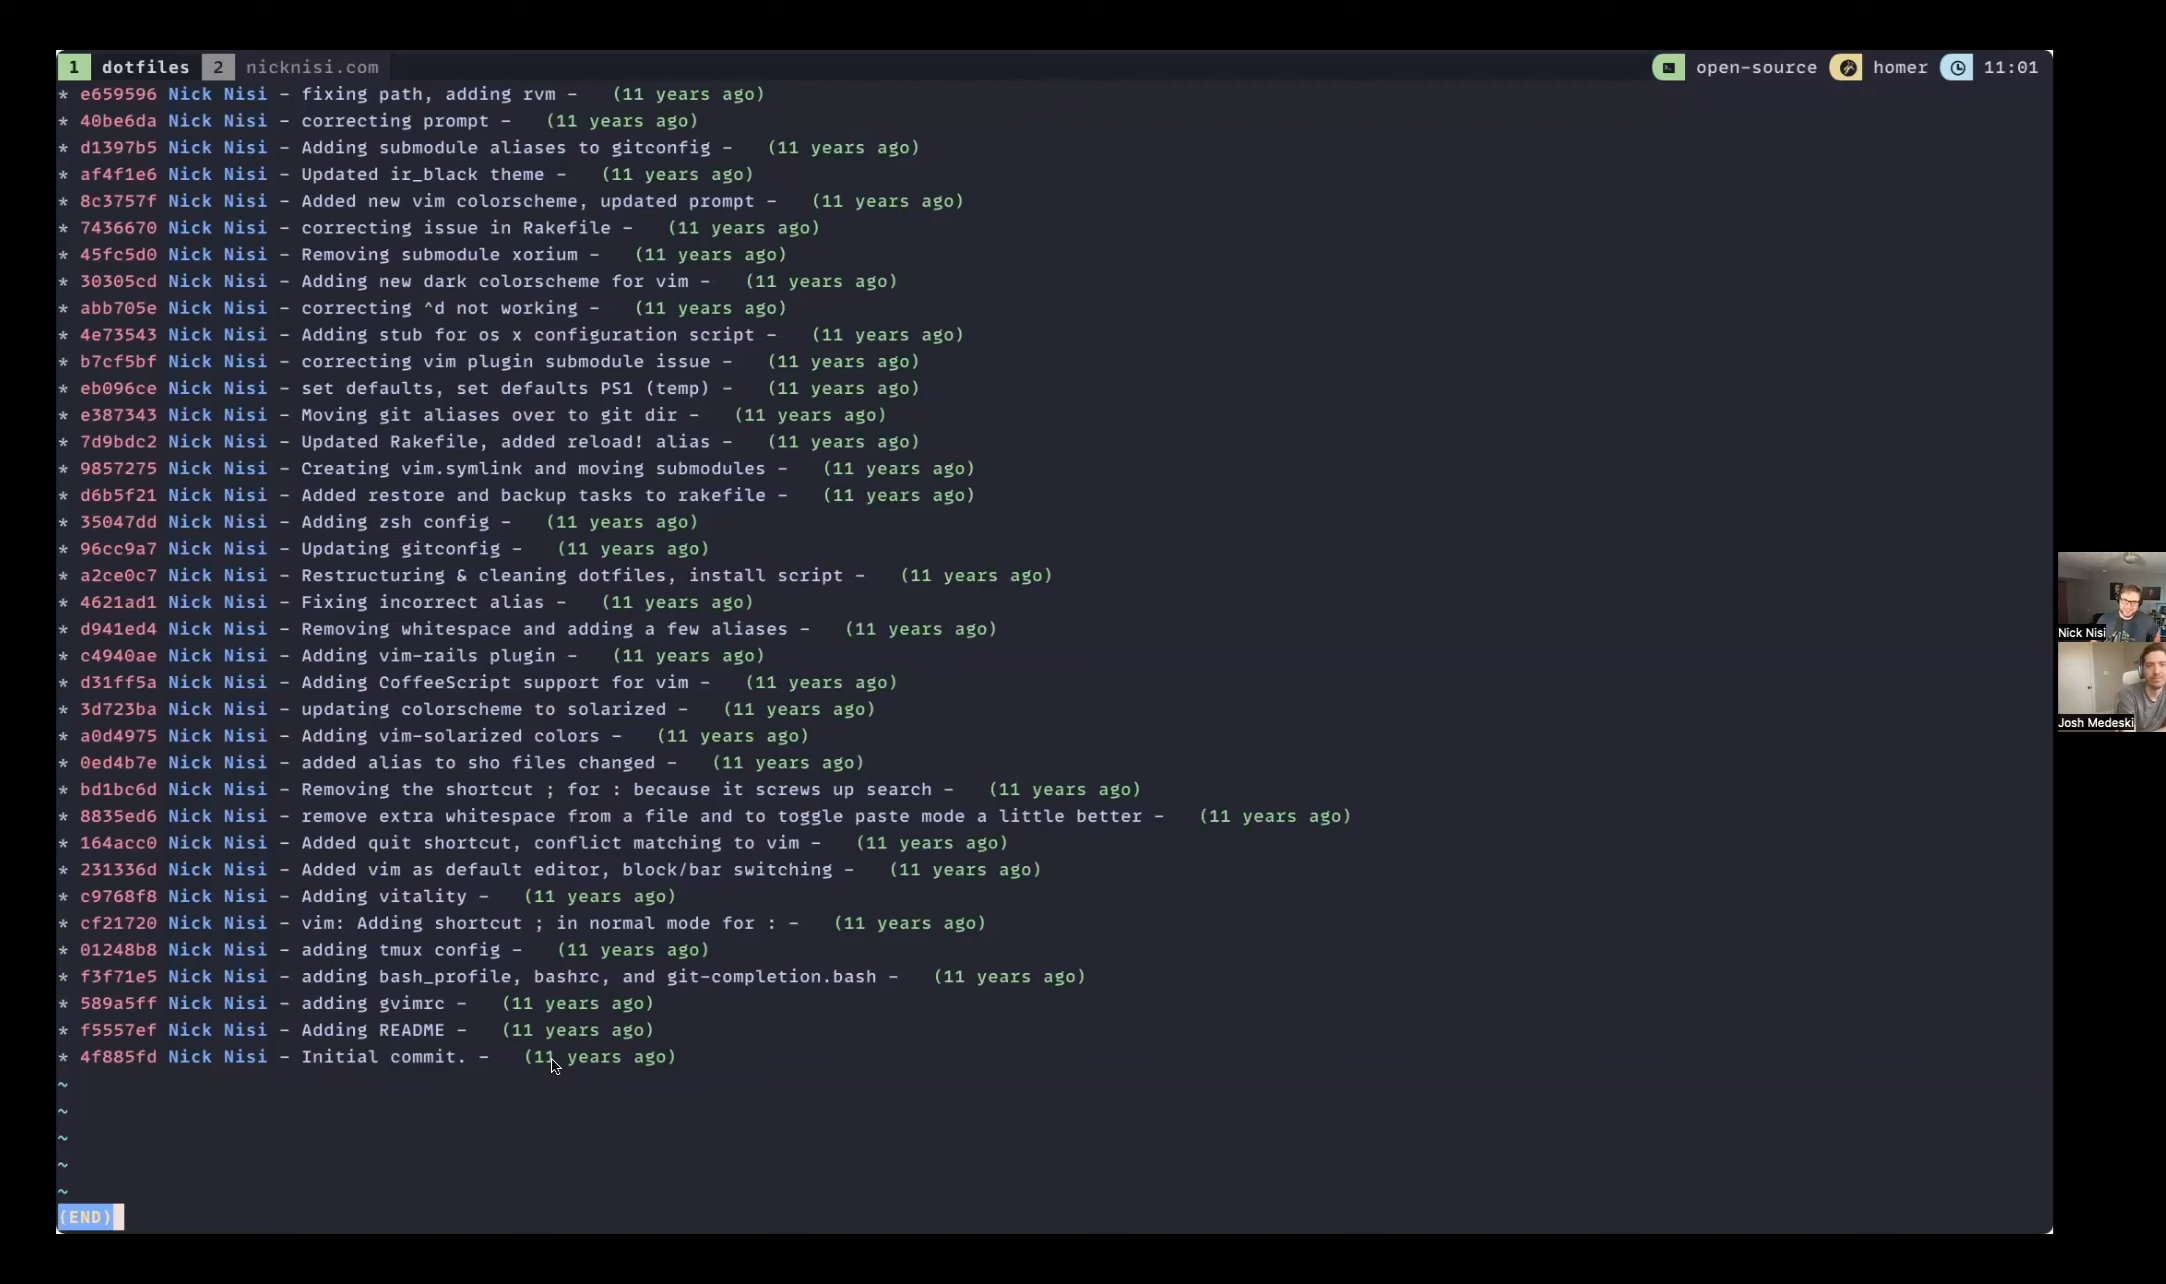 1 dotfiles 2 nicknisi.com open-source homer 11:01
* e659596 Nick Nisi - fixing path, adding rvm - (11 years ago)
* 40be6da Nick Nisi - correcting prompt - (11 years ago)
* d1397b5 Nick Nisi - Adding submodule aliases to gitconfig - (11 years ago)
* af4f1e6 Nick Nisi - Updated ir_black theme - (11 years ago)
* 8c3757f Nick Nisi - Added new vim colorscheme, updated prompt - (11 years ago)
* 7436670 Nick Nisi - correcting issue in Rakefile - (11 years ago)
* 45fc5d0 Nick Nisi - Removing submodule xorium - (11 years ago)
* 30305cd Nick Nisi - Adding new dark colorscheme for vim - (11 years ago)
* abb705e Nick Nisi - correcting ^d not working - (11 years ago)
* 4e73543 Nick Nisi - Adding stub for os x configuration script - (11 years ago)
* b7cf5bf Nick Nisi - correcting vim plugin submodule issue - (11 years ago)
* eb096ce Nick Nisi - set defaults, set defaults PS1 (temp) - (11 years ago)
* e387343 Nick Nisi - Moving git aliases over to git dir - (11 years ago)
* 7d9bdc2 Nick Nisi - Updated Rakefile, added reload! alias - (11 years ago)
* 9857275 Nick Nisi - Creating vim.symlink and moving submodules - (11 years ago)
* d6b5f21 Nick Nisi - Added restore and backup tasks to rakefile - (11 years ago)
* 35047dd Nick Nisi - Adding zsh config - (11 years ago)
* 96cc9a7 Nick Nisi - Updating gitconfig - (11 years ago)
* a2ce0c7 Nick Nisi - Restructuring & cleaning dotfiles, install script - (11 years ago)
* 4621ad1 Nick Nisi - Fixing incorrect alias - (11 years ago)
* d941ed4 Nick Nisi - Removing whitespace and adding a few aliases - (11 years ago)
* c4940ae Nick Nisi - Adding vim-rails plugin - (11 years ago)
* d31ff5a Nick Nisi - Adding CoffeeScript support for vim - (11 years ago)
* 3d723ba Nick Nisi - updating colorscheme to solarized - (11 years ago)
* a0d4975 Nick Nisi - Adding vim-solarized colors - (11 years ago)
* 0ed4b7e Nick Nisi - added alias to sho files changed - (11 years ago)
* bd1bc6d Nick Nisi - Removing the shortcut ; for : because it screws up search - (11 years ago)
* 8835ed6 Nick Nisi - remove extra whitespace from a file and to toggle paste mode a little better - (11 years ago)
* 164acc0 Nick Nisi - Added quit shortcut, conflict matching to vim - (11 years ago)
* 231336d Nick Nisi - Added vim as default editor, block/bar switching - (11 years ago)
* c9768f8 Nick Nisi - Adding vitality - (11 years ago)
* cf21720 Nick Nisi - vim: Adding shortcut ; in normal mode for : - (11 years ago)
* 01248b8 Nick Nisi - adding tmux config - (11 years ago)
* f3f71e5 Nick Nisi - adding bash_profile, bashrc, and git-completion.bash - (11 years ago)
* 589a5ff Nick Nisi - adding gvimrc - (11 years ago)
* f5557ef Nick Nisi - Adding README - (11 years ago)
* 4f885fd Nick Nisi - Initial commit. - (11 years ago)
~
~
~
~
~
(END)
Nick Nisi
Josh Medeski